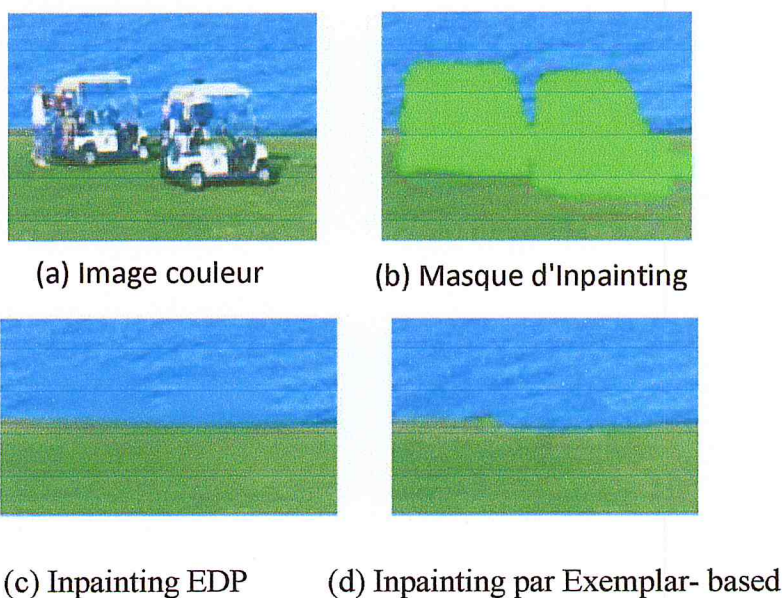 (a) Image couleur
(b) Masque d'Inpainting
(c) Inpainting EDP
(d) Inpainting par Exemplar- based